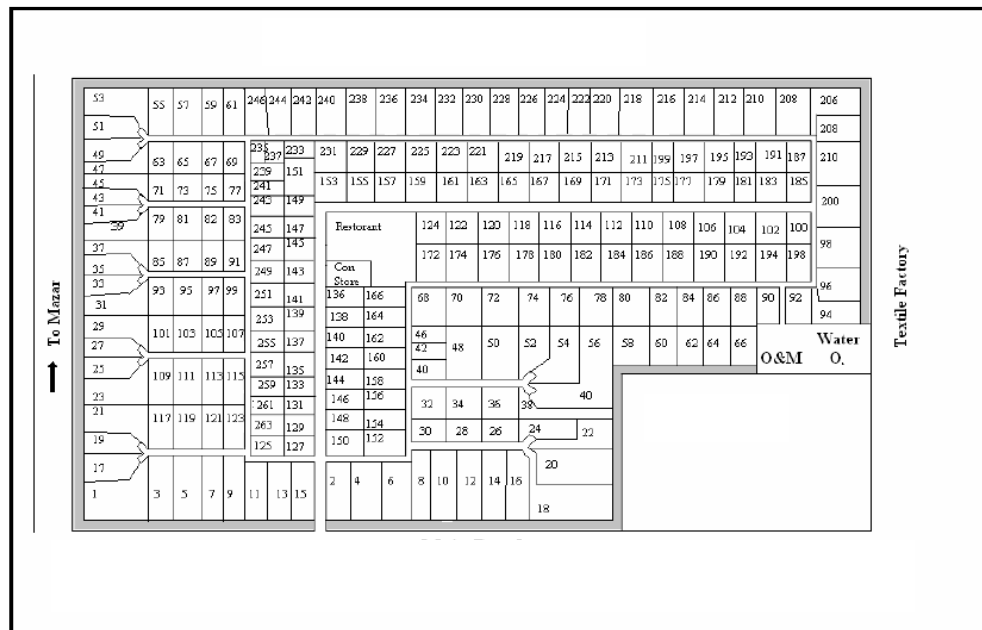 53 55 57 59 61 246 244 242 240 238 236 234 232 230 228 226 224 222 220 218 216 214 212 210 208 206
51 208
49 63 65 67 69 235 237 233 231 229 227 225 223 221 219 217 215 213 211 199 197 195 193 191 187 210
47 239 151
45 71 73 75 77 241 153 155 157 159 161 163 165 167 169 171 173 175 177 179 181 183 185
43 243 149 200
41 79 81 82 83
39 245 147 Restorant 124 122 120 118 116 114 112 110 108 106 104 102 100
37 247 145 98
35 85 87 89 91 249 143 Con 172 174 176 178 180 182 184 186 188 190 192 194 198
33 Store 96
31 93 95 97 99 251 141 136 166 68 70 72 74 76 78 80 82 84 86 88 90 92
253 139 138 164 94
29 101 103 105 107 255 137 140 162 46 48 50 52 54 56 58 60 62 64 66 Water
27 42 O&M O.
25 257 135 142 160 40
109 111 113 115 259 133 144 158
23 261 131 146 156 32 34 36 38 40
21 117 119 121 123 263 129 148 154
19 125 127 150 152 30 28 26 24 22
17 20
1 3 5 7 9 11 13 15 2 4 6 8 10 12 14 16
18
To Mazar
Textile Factory